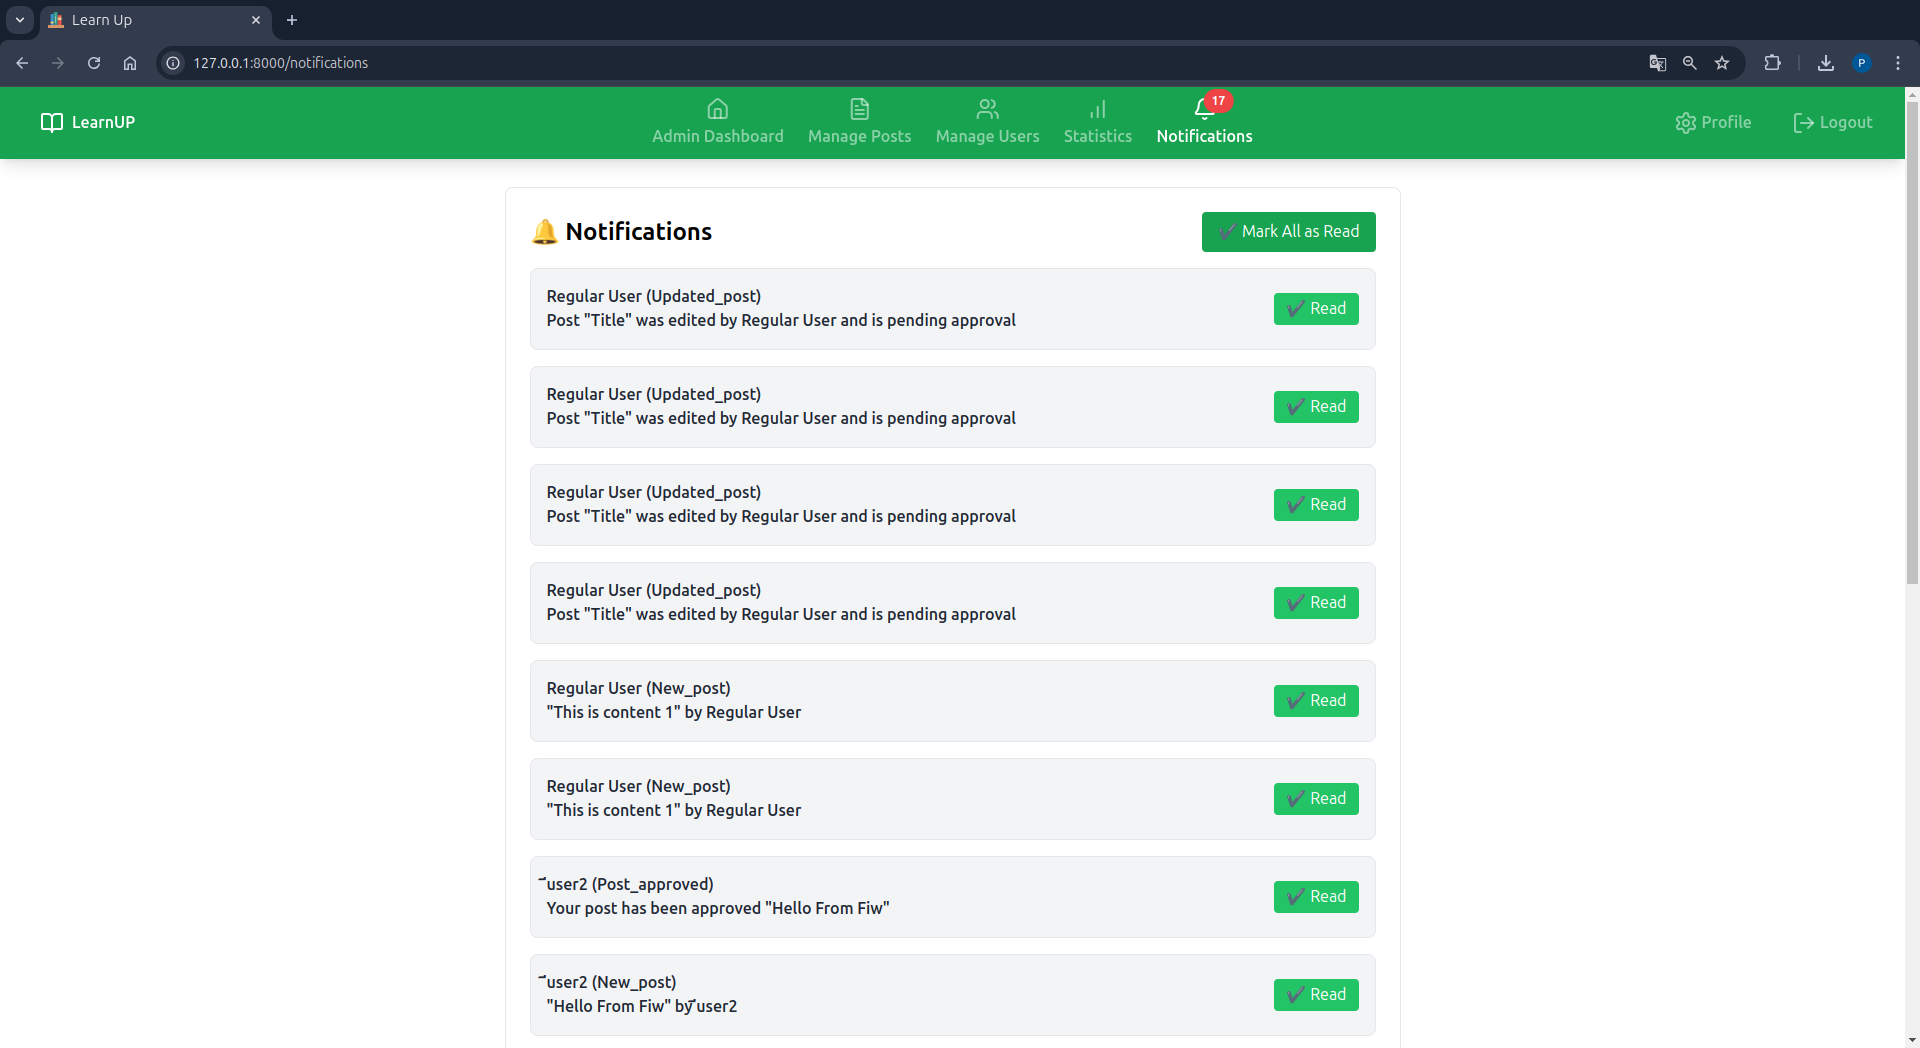 Learn Up
127.0.0.1:8000/notifications
P
LearnUP
Admin Dashboard
Manage Posts
Manage Users
Statistics
17
Notifications
Profile
Logout
🔔 Notifications
✔ Mark All as Read
Regular User (Updated_post)
Post "Title" was edited by Regular User and is pending approval
✔ Read
Regular User (Updated_post)
Post "Title" was edited by Regular User and is pending approval
✔ Read
Regular User (Updated_post)
Post "Title" was edited by Regular User and is pending approval
✔ Read
Regular User (Updated_post)
Post "Title" was edited by Regular User and is pending approval
✔ Read
Regular User (New_post)
"This is content 1" by Regular User
✔ Read
Regular User (New_post)
"This is content 1" by Regular User
✔ Read
user2 (Post_approved)
Your post has been approved "Hello From Fiw"
✔ Read
user2 (New_post)
"Hello From Fiw" by user2
✔ Read